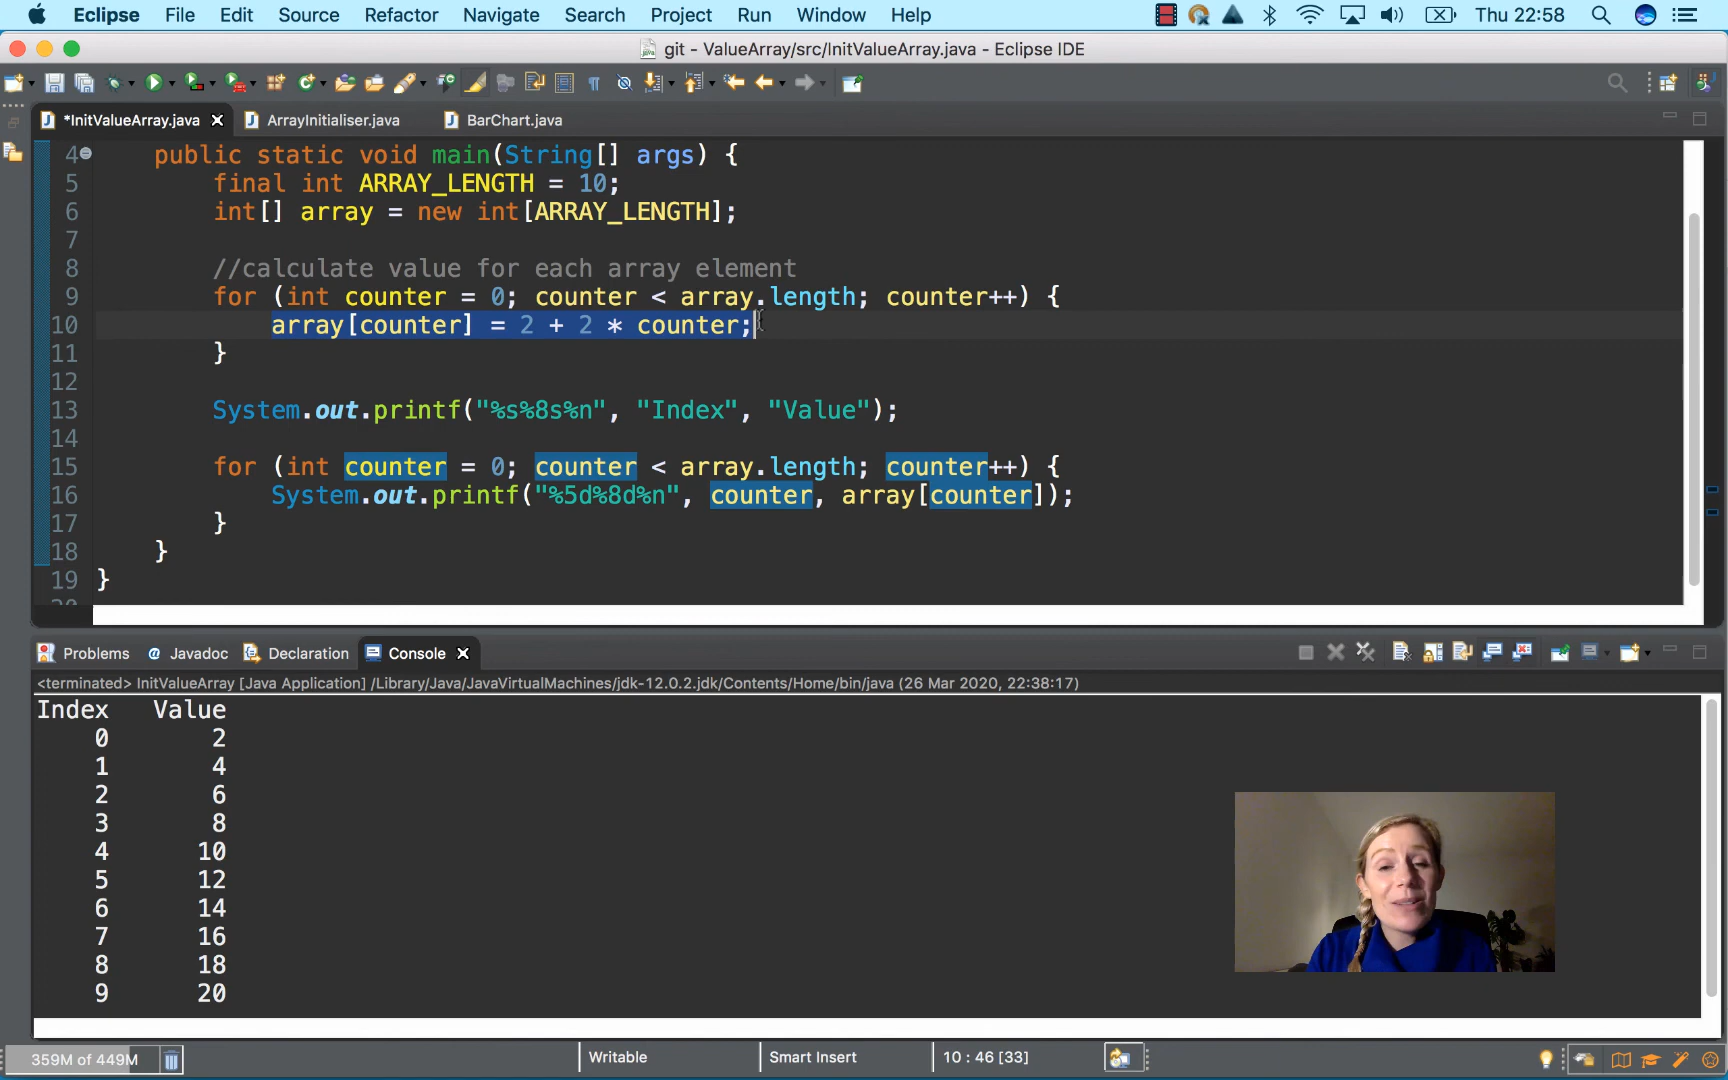 Eclipse File Edit Source Refactor Navigate Search Project Run Window Help Thu 22:58
git - ValueArray/src/InitValueArray.java - Eclipse IDE
*InitValueArray.java ArrayInitialiser.java BarChart.java
4 public static void main(String[] args) {
5 final int ARRAY_LENGTH = 10;
6 int[] array = new int[ARRAY_LENGTH];
7
8 //calculate value for each array element
9 for (int counter = 0; counter < array.length; counter++) {
10 array[counter] = 2 + 2 * counter;
11 }
12
13 System.out.printf("%s%8s%n", "Index", "Value");
14
15 for (int counter = 0; counter < array.length; counter++) {
16 System.out.printf("%5d%8d%n", counter, array[counter]);
17 }
18 }
19 }
Problems @ Javadoc Declaration Console
<terminated> InitValueArray [Java Application] /Library/Java/JavaVirtualMachines/jdk-12.0.2.jdk/Contents/Home/bin/java (26 Mar 2020, 22:38:17)
Index Value
0 2
1 4
2 6
3 8
4 10
5 12
6 14
7 16
8 18
9 20
359M of 449M Writable Smart Insert 10 : 46 [33]